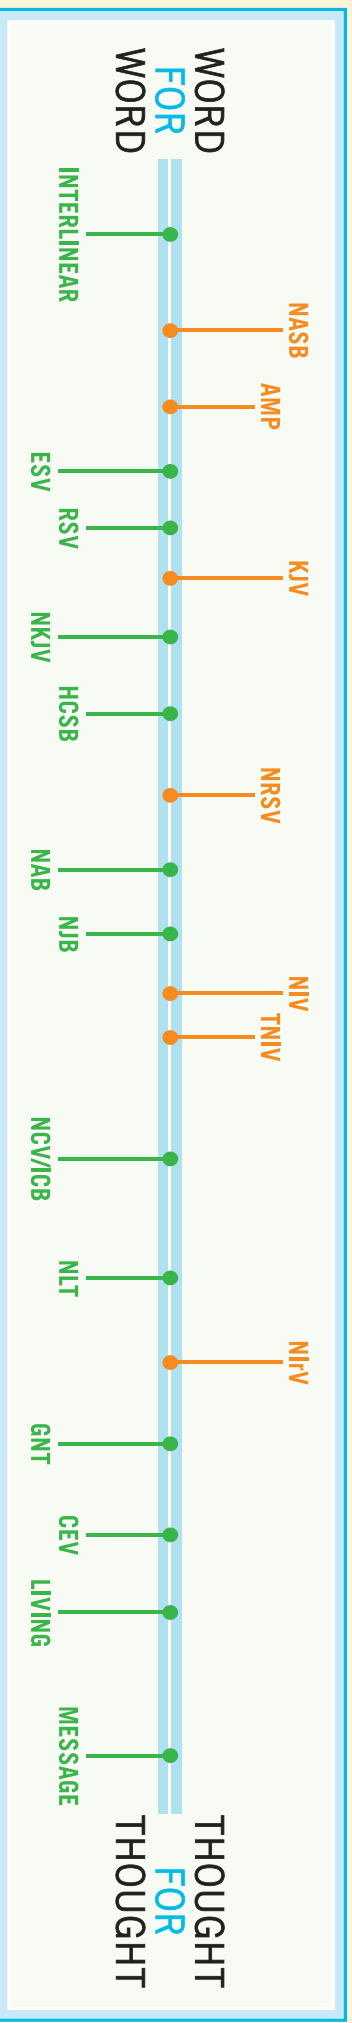 WORD
FOR
WORD
INTERLINEAR
NASB
AMP
ESV
RSV
KJV
NKJV
HCSB
NRSV
NAB
NJB
NIV
TNIV
NCV/ICB
NLT
NIrV
GNT
CEV
LIVING
MESSAGE
THOUGHT
FOR
THOUGHT